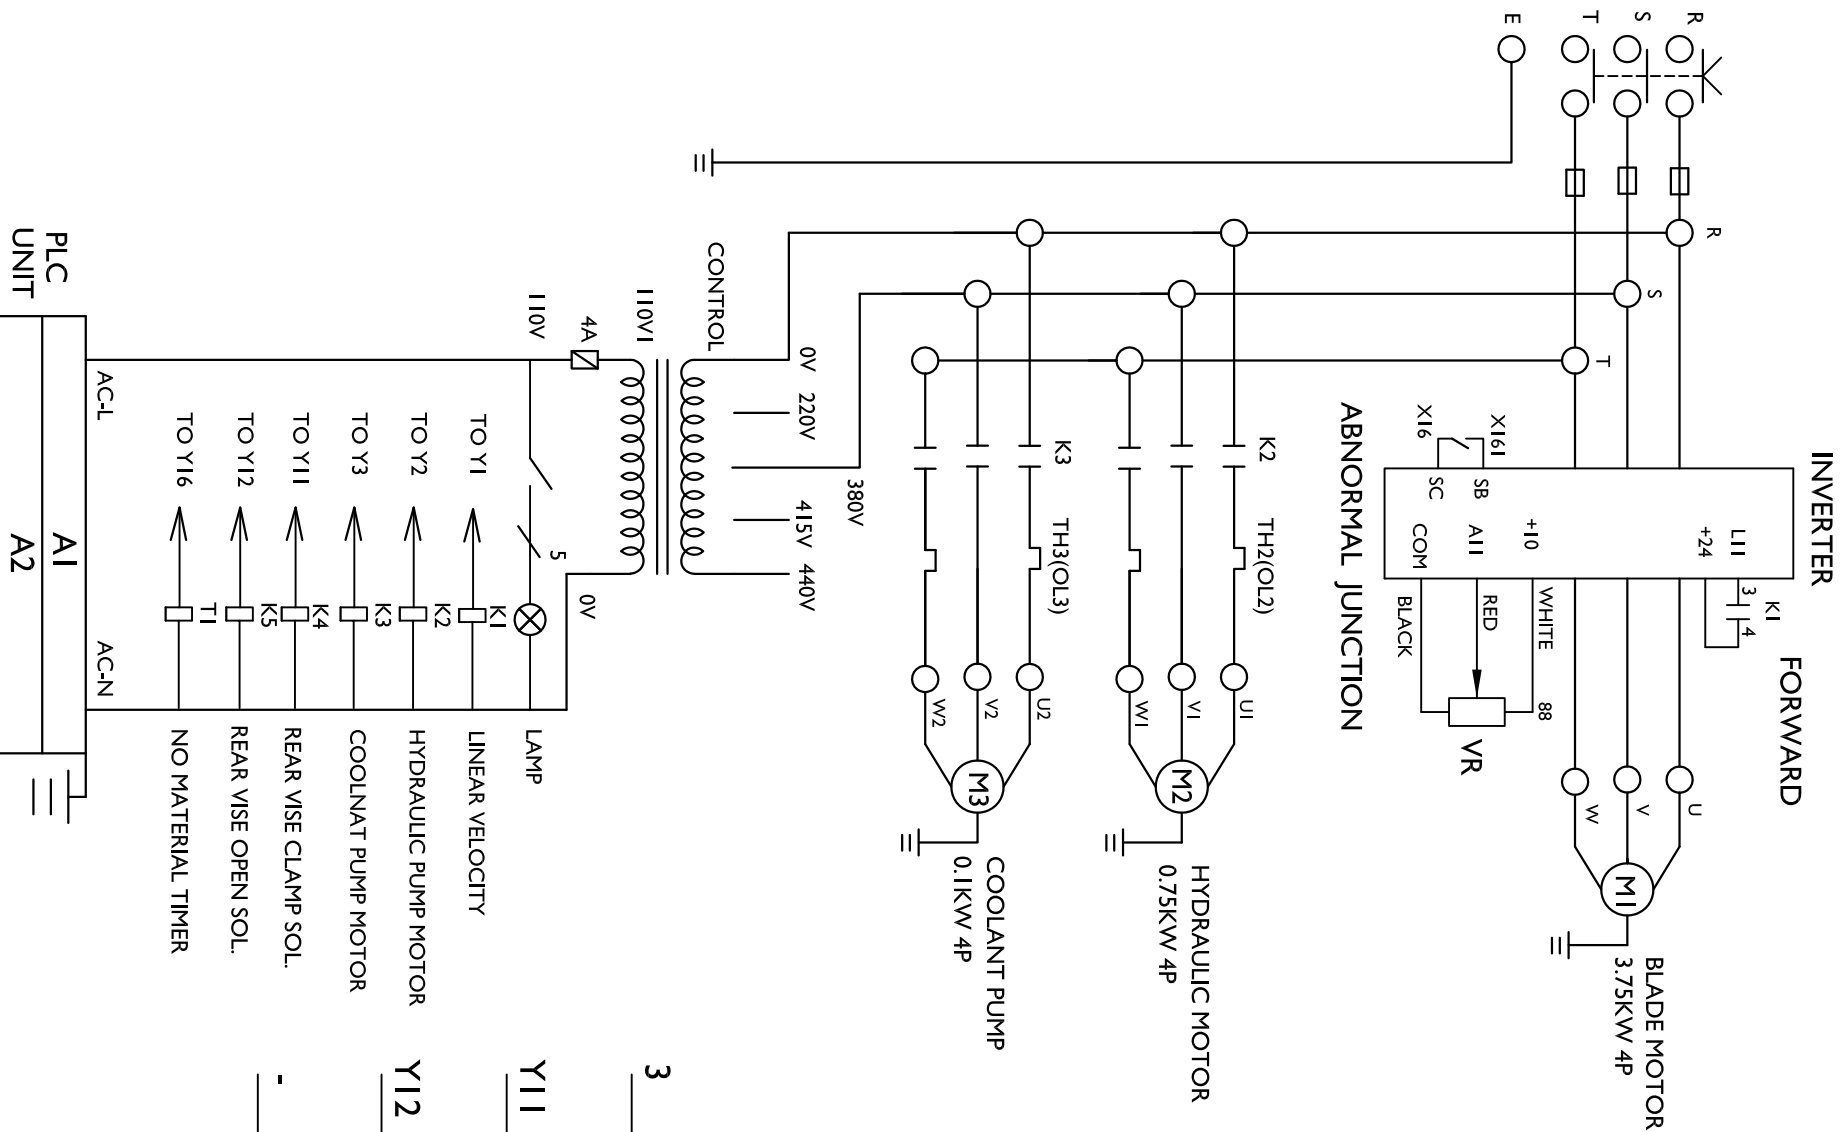 INVERTER
FORWARD
K1
3
4
L11
R
R
+24
U
BLADE MOTOR
S
S
V
3.75KW 4P
M1
T
T
W
+10
WHITE
88
E
X161
SB
A11
RED
VR
X16
SC
COM
BLACK
ABNORMAL JUNCTION
K2
TH2(OL2)
U1
HYDRAULIC MOTOR
V1
M2
0.75KW 4P
W1
K3
TH3(OL3)
U2
COOLANT PUMP
V2
M3
0.1KW 4P
W2
380V
0V
220V
415V
440V
CONTROL
110V1
3
4A
0V
5
110V
LAMP
Y11
TO Y1
K1
LINEAR VELOCITY
TO Y2
K2
HYDRAULIC PUMP MOTOR
Y12
TO Y3
K3
COOLNAT PUMP MOTOR
TO Y11
K4
REAR VISE CLAMP SOL.
-
TO Y12
K5
REAR VISE OPEN SOL.
TO Y16
T1
NO MATERIAL TIMER
AC-L
AC-N
PLC
UNIT
A1
A2